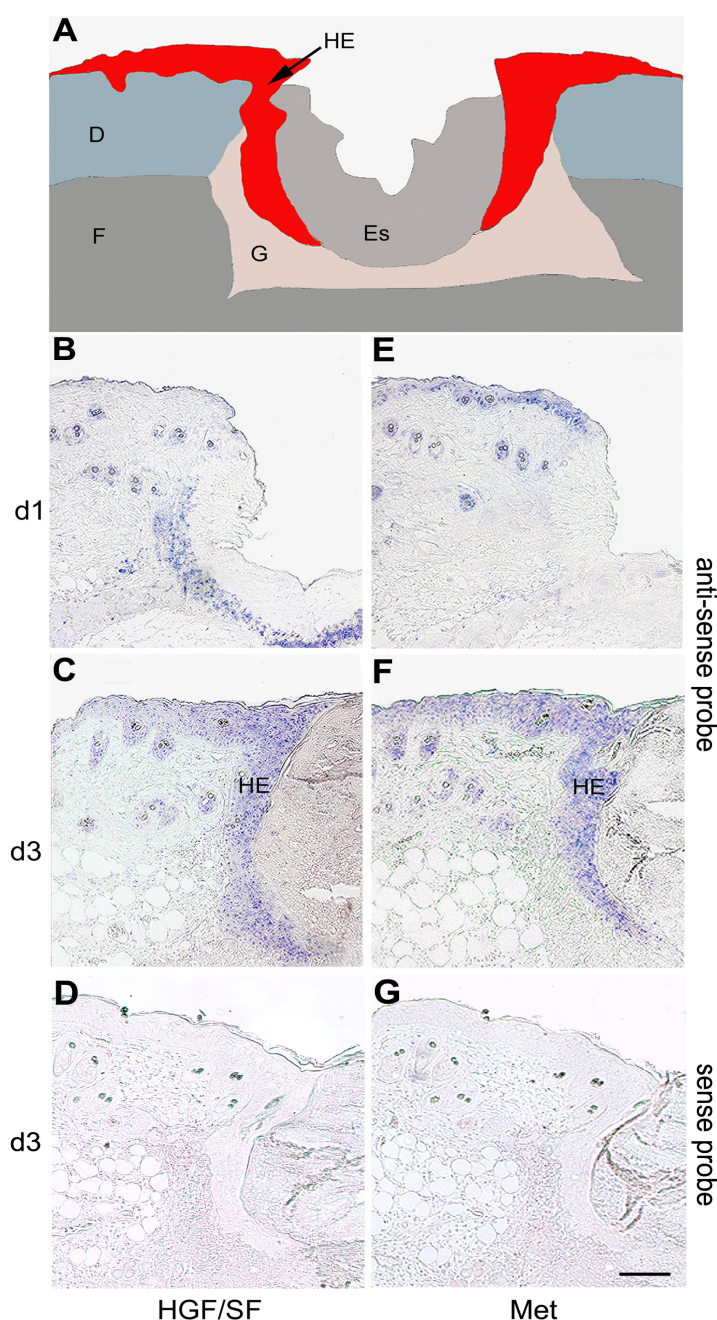 A
HE
D
F
G
Es
B
E
d1
anti-sense probe
C
F
HE
HE
d3
D
G
d3
sense probe
HGF/SF
Met